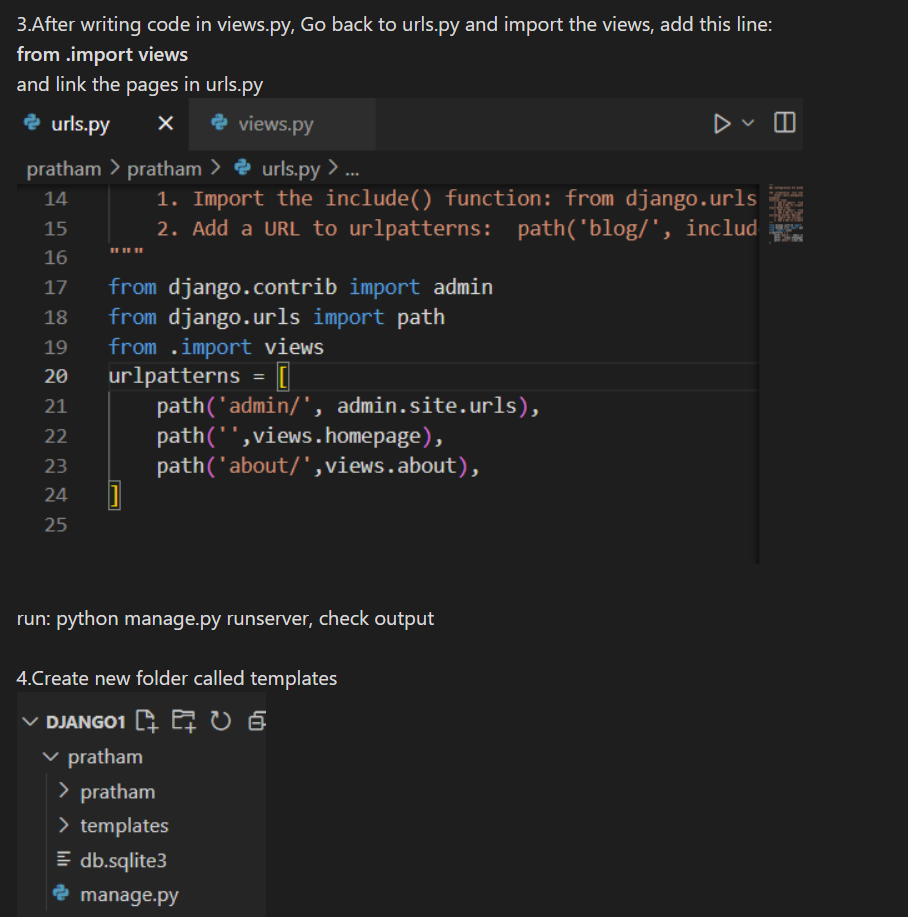 3.After writing code in views.py, Go back to urls.py and import the views, add this line:
from .import views
and link the pages in urls.py
urls.py views.py
pratham > pratham > urls.py > ...
14 1. Import the include() function: from django.urls
15 2. Add a URL to urlpatterns:  path('blog/', includ
16 """
17 from django.contrib import admin
18 from django.urls import path
19 from .import views
20 urlpatterns = [
21     path('admin/', admin.site.urls),
22     path('',views.homepage),
23     path('about/',views.about),
24 ]
25
run: python manage.py runserver, check output
4.Create new folder called templates
DJANGO1
pratham
pratham
templates
db.sqlite3
manage.py